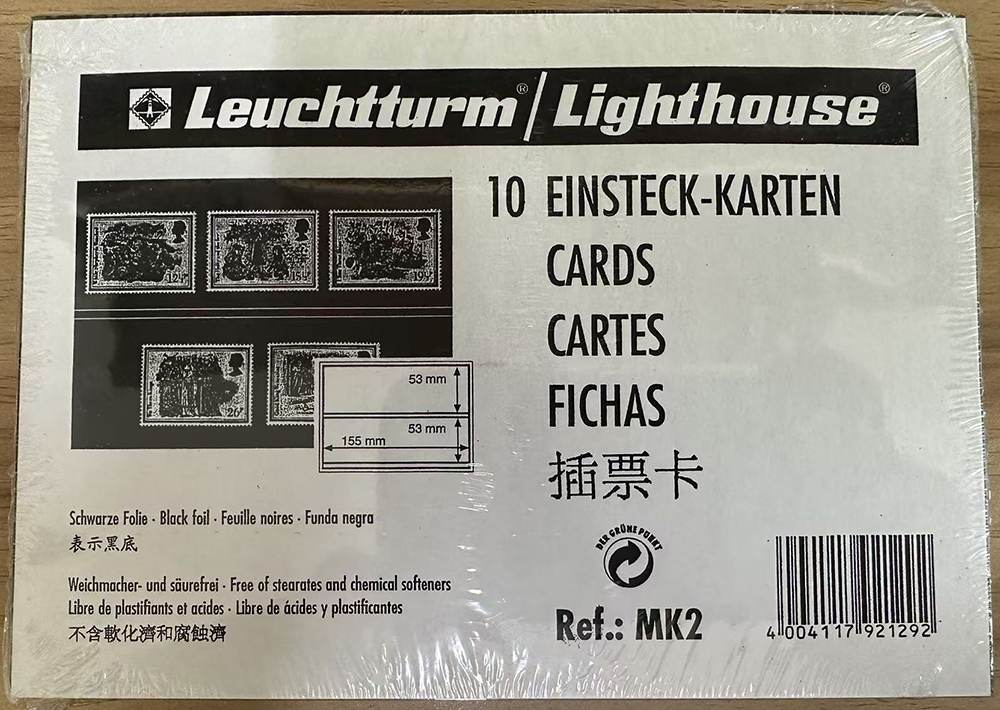 Leuchtturm® / Lighthouse®
10 EINSTECK-KARTEN
CARDS
CARTES
FICHAS
插票卡
53 mm
53 mm
155 mm
Schwarze Folie · Black foil · Feuille noires · Funda negra
表示黑底
Weichmacher- und säurefrei · Free of stearates and chemical softeners
Libre de plastifiants et acides · Libre de ácides y plastificantes
不含軟化濟和腐蝕濟
DER GRÜNE PUNKT
Ref.: MK2
4 004117 921292